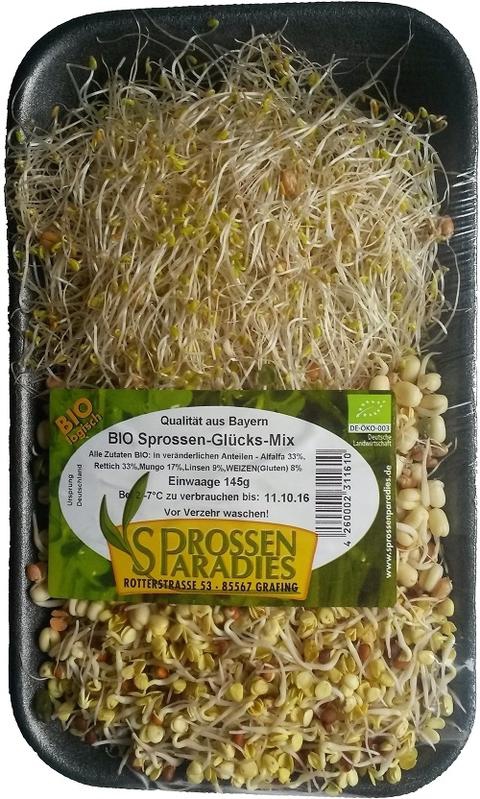 BIO
logisch
Qualität aus Bayern
BIO Sprossen-Glücks-Mix
Alle Zutaten BIO: in veränderlichen Anteilen - Alfalfa 33%,
Rettich 33%,Mungo 17%,Linsen 9%,WEIZEN(Gluten) 8%
Einwaage 145g
Bei 2-7°C zu verbrauchen bis: 11.10.16
Vor Verzehr waschen!
SPROSSEN
PARADIES
ROTTERSTRASSE 53 - 85567 GRAFING
Ursprung
Deutschland
DE-ÖKO-003
Deutsche
Landwirtschaft
4 260002 311610
www.sprossenparadies.de